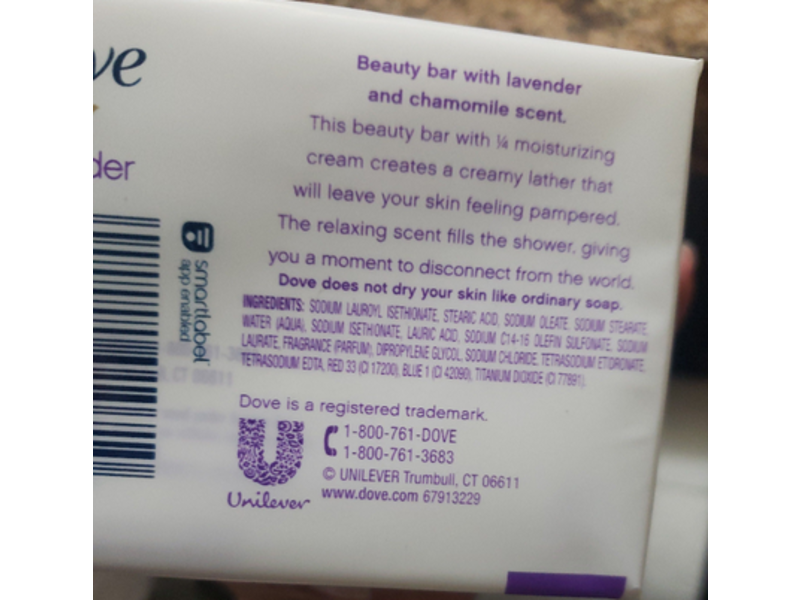 ve
der
smartlabel
app enabled
Beauty bar with lavender
and chamomile scent.
This beauty bar with ¼ moisturizing
cream creates a creamy lather that
will leave your skin feeling pampered.
The relaxing scent fills the shower, giving
you a moment to disconnect from the world.
Dove does not dry your skin like ordinary soap.
INGREDIENTS: SODIUM LAUROYL ISETHIONATE, STEARIC ACID, SODIUM OLEATE, SODIUM STEARATE,
WATER (AQUA), SODIUM ISETHIONATE, LAURIC ACID, SODIUM C14-16 OLEFIN SULFONATE, SODIUM
LAURATE, FRAGRANCE (PARFUM), DIPROPYLENE GLYCOL, SODIUM CHLORIDE, TETRASODIUM ETIDRONATE,
TETRASODIUM EDTA, RED 33 (CI 17200), BLUE 1 (CI 42090), TITANIUM DIOXIDE (CI 77891).
Dove is a registered trademark.
1-800-761-DOVE
1-800-761-3683
© UNILEVER Trumbull, CT 06611
www.dove.com 67913229
Unilever